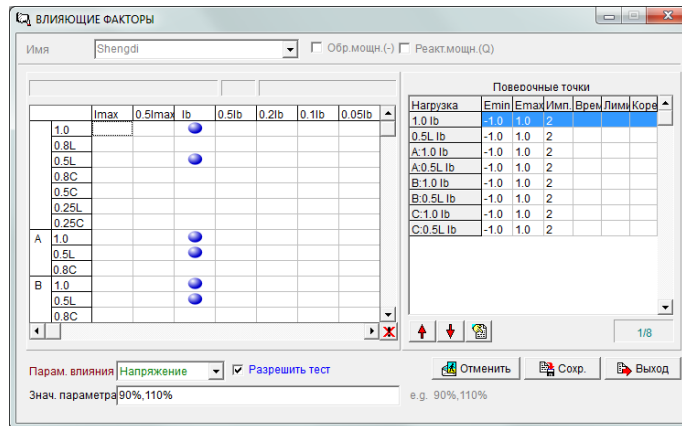 ВЛИЯЮЩИЕ ФАКТОРЫ
Имя Shengdi Обр.мощн.(-) Реакт.мощн.(Q)
Поверочные точки
Imax 0.5Imax Ib 0.5Ib 0.2Ib 0.1Ib 0.05Ib
1.0
0.8L
0.5L
0.8C
0.5C
0.25L
0.25C
A 1.0
0.5L
0.8C
B 1.0
0.5L
0.8C
Нагрузка Emin Emax Имп. Врем Лими Коре
1.0 Ib -1.0 1.0 2
0.5L Ib -1.0 1.0 2
A:1.0 Ib -1.0 1.0 2
A:0.5L Ib -1.0 1.0 2
B:1.0 Ib -1.0 1.0 2
B:0.5L Ib -1.0 1.0 2
C:1.0 Ib -1.0 1.0 2
C:0.5L Ib -1.0 1.0 2
1/8
Парам. влияния Напряжение Разрешить тест Отменить Сохр. Выход
Знач. параметра 90%,110% e.g. 90%,110%